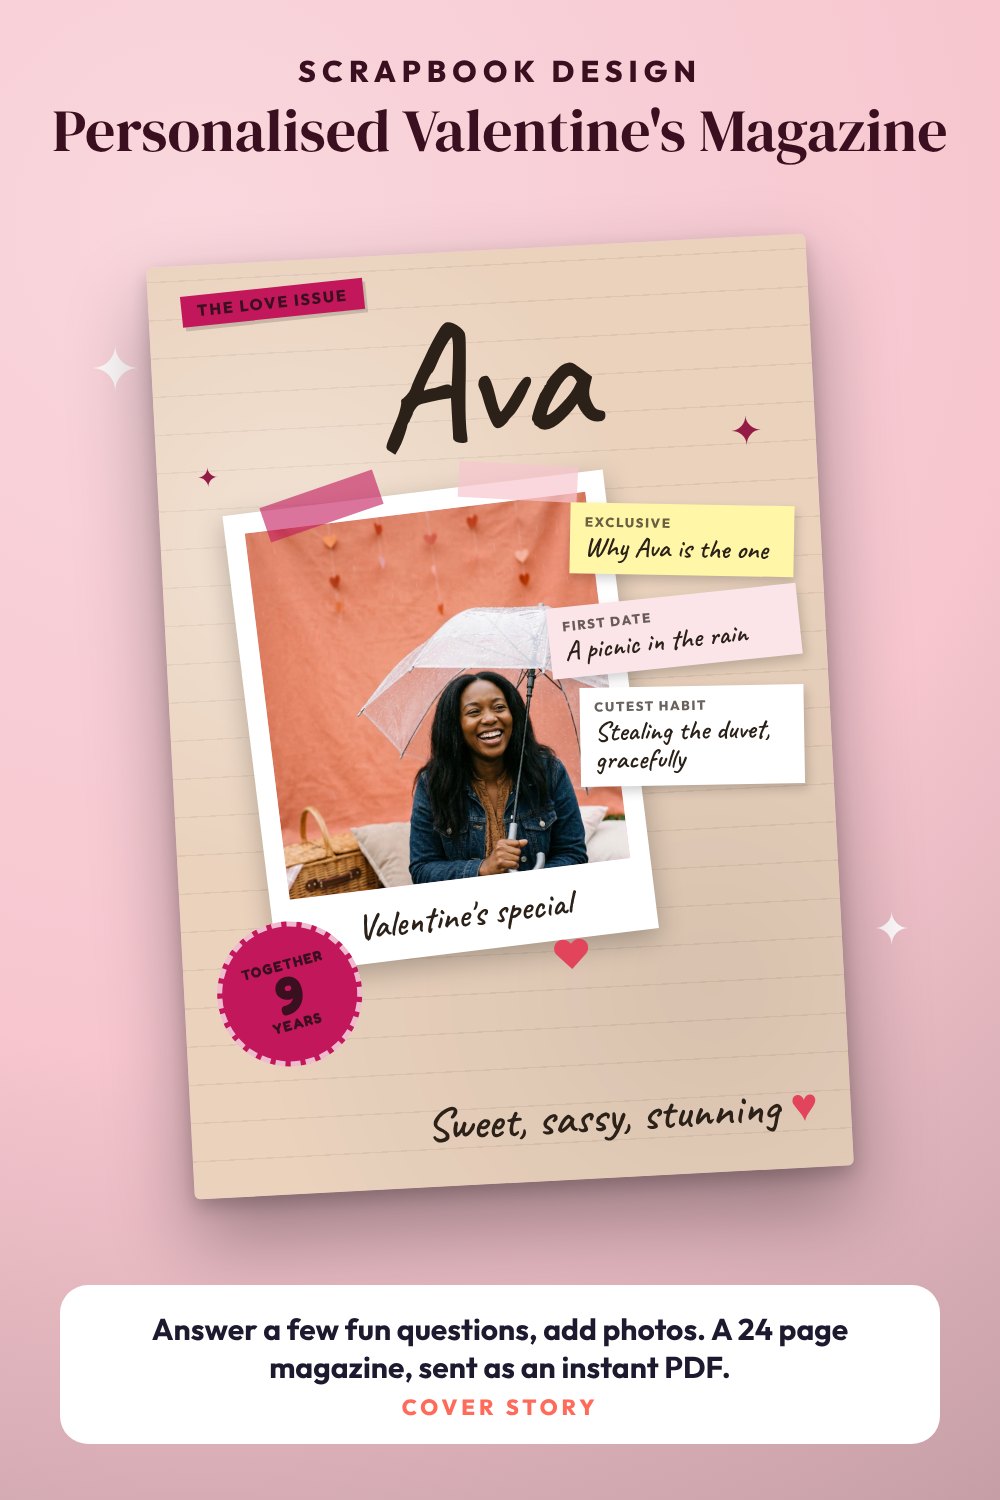 SCRAPBOOK DESIGN
Personalised Valentine's Magazine
THE LOVE ISSUE
Ava
EXCLUSIVE
Why Ava is the one
FIRST DATE
A picnic in the rain
CUTEST HABIT
Stealing the duvet,
gracefully
Valentine's special
TOGETHER
9
YEARS
Sweet, sassy, stunning
Answer a few fun questions, add photos. A 24 page
magazine, sent as an instant PDF.
COVER STORY